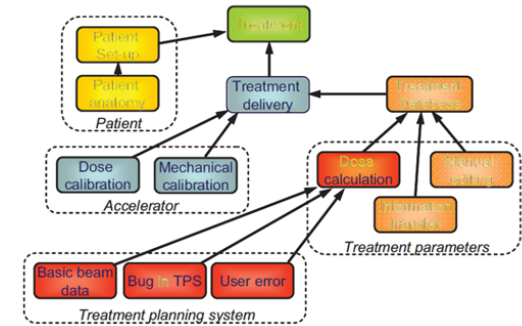 Treatment
Patient
Set-up
Patient
anatomy
Patient
Treatment
delivery
Treatment
Database
Dose
calibration
Mechanical
calibration
Accelerator
Dose
calculation
Manual
editing
Information
transfer
Treatment parameters
Basic beam
data
Bug in TPS
User error
Treatment planning system